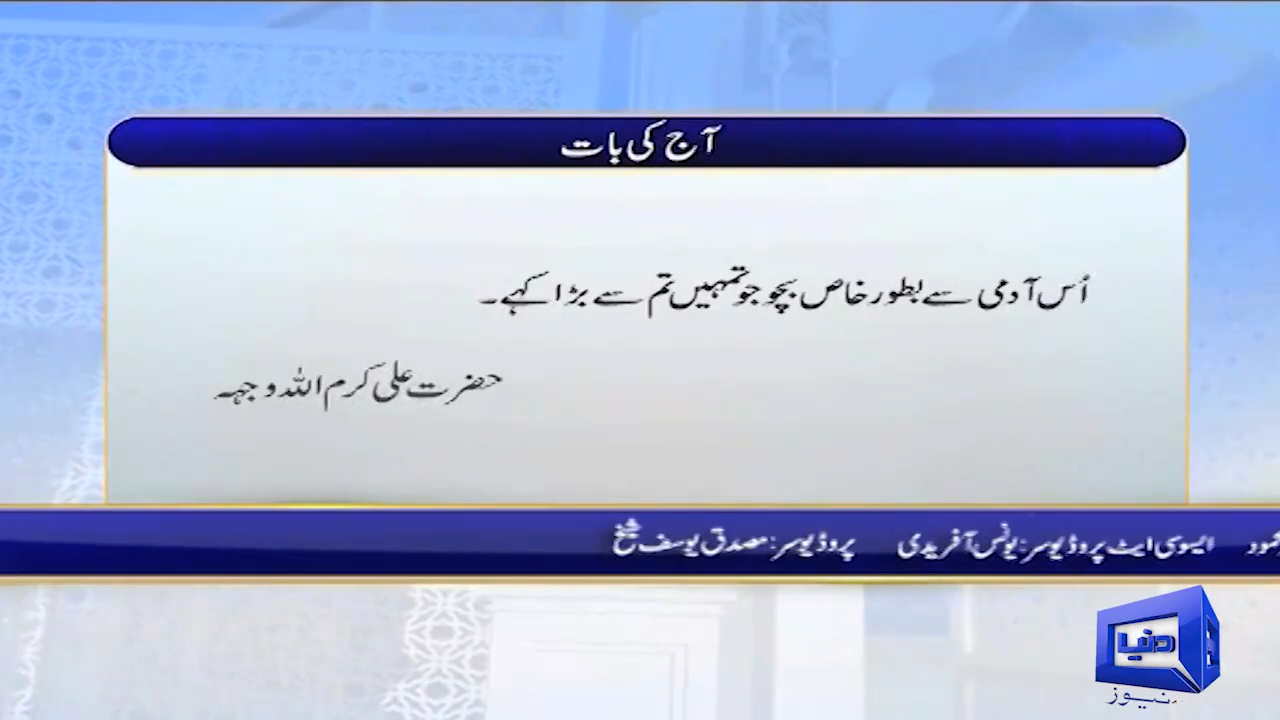 آج کی بات
اُس آدمی سے بطور خاص بچو جو تمہیں تم سے بڑا کہے۔
حضرت علی کرم اللہ وجہہ
ایسوسی ایٹ پروڈیوسر: یونس آفریدی پروڈیوسر: مصدق یوسف شیخ
دنیا
نیوز